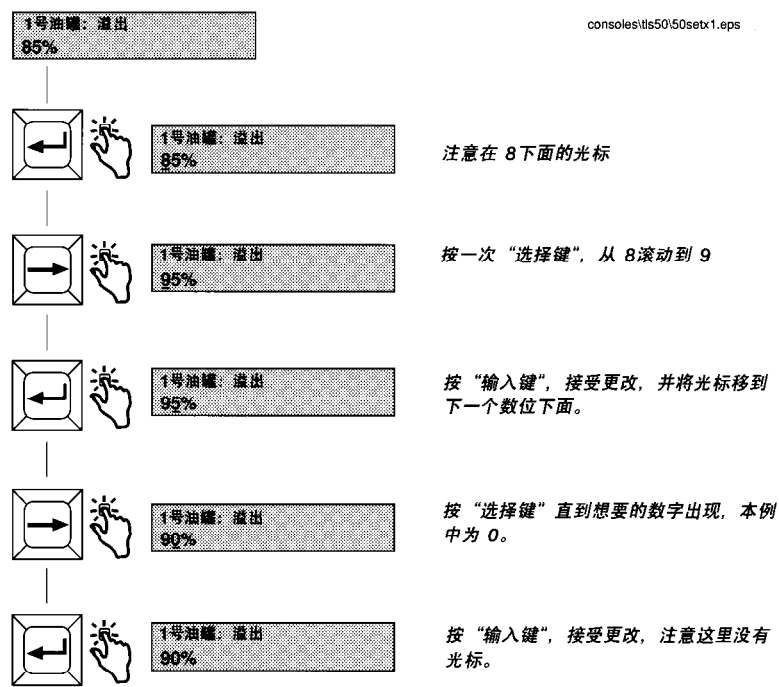 1号油罐：溢出
85%
consoles\tls50\50setx1.eps
1号油罐：溢出
85%
注意在 8下面的光标
1号油罐：溢出
95%
按一次“选择键”，从 8滚动到 9
1号油罐：溢出
95%
按“输入键”，接受更改，并将光标移到
下一个数位下面。
1号油罐：溢出
90%
按“选择键”直到想要的数字出现，本例
中为 0。
1号油罐：溢出
90%
按“输入键”，接受更改，注意这里没有
光标。